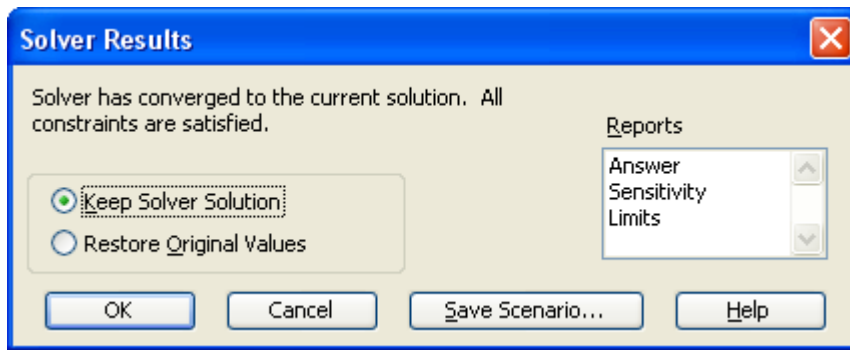 Solver Results
Solver has converged to the current solution. All
constraints are satisfied.
Reports
Answer
Sensitivity
Limits
Keep Solver Solution
Restore Original Values
OK Cancel Save Scenario... Help